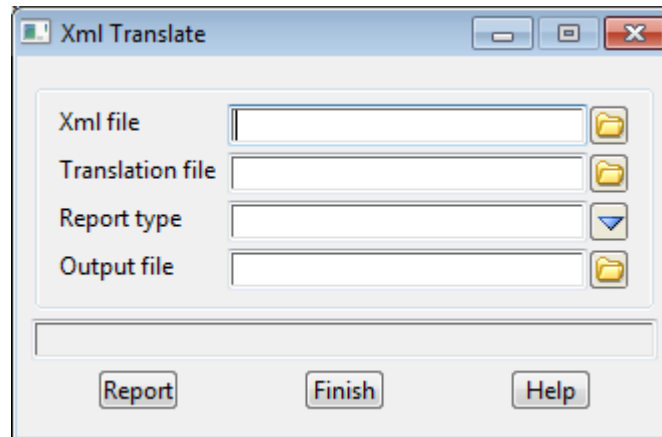 Xml Translate
Xml file
Translation file
Report type
Output file
Report Finish Help